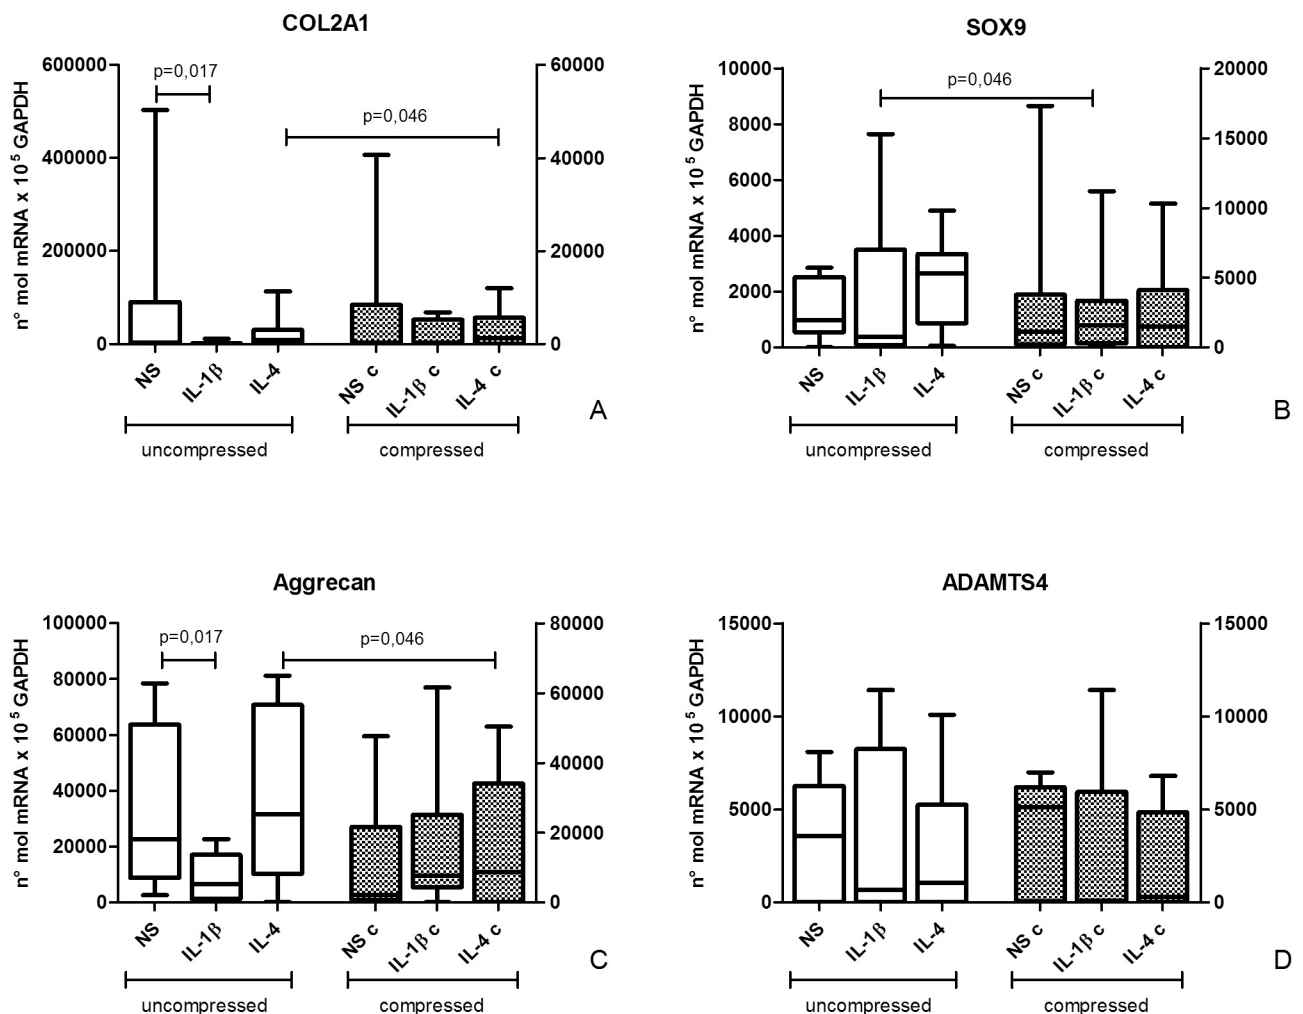 COL2A1
n° mol mRNA x 10⁵ GAPDH
600000
400000
200000
0
60000
40000
20000
0
p=0,017
p=0,046
NS
IL-1β
IL-4
NS c
IL-1β c
IL-4 c
uncompressed
compressed
A
SOX9
n° mol mRNA x 10⁵ GAPDH
10000
8000
6000
4000
2000
0
20000
15000
10000
5000
0
p=0,046
NS
IL-1β
IL-4
NS c
IL-1β c
IL-4 c
uncompressed
compressed
B
Aggrecan
n° mol mRNA x 10⁵ GAPDH
100000
80000
60000
40000
20000
0
80000
60000
40000
20000
0
p=0,017
p=0,046
NS
IL-1β
IL-4
NS c
IL-1β c
IL-4 c
uncompressed
compressed
C
ADAMTS4
n° mol mRNA x 10⁵ GAPDH
15000
10000
5000
0
15000
10000
5000
0
NS
IL-1β
IL-4
NS c
IL-1β c
IL-4 c
uncompressed
compressed
D